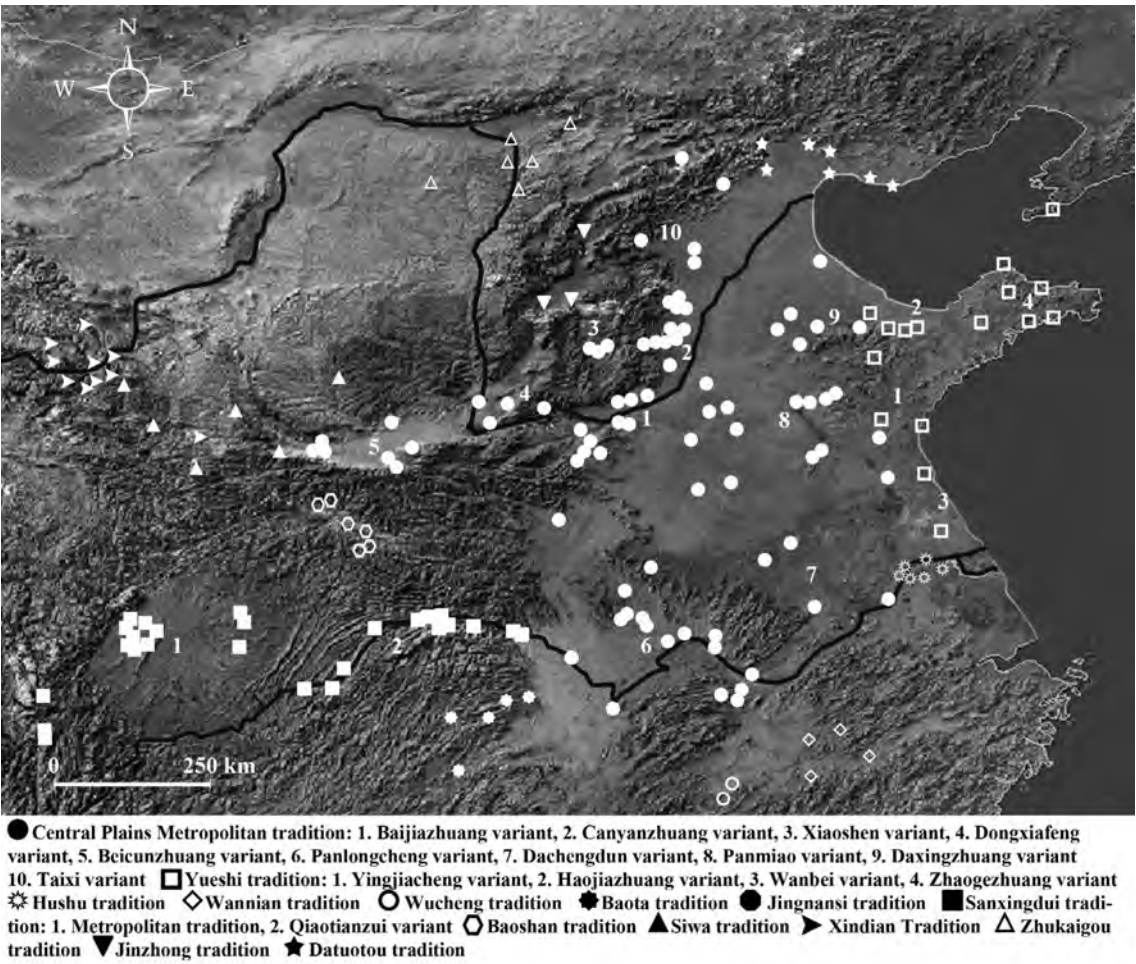 N
W E
S
10
3
2
9
2
4
4
1
8
1
5
3
7
6
1
2
0 250 km
Central Plains Metropolitan tradition: 1. Baijiazhuang variant, 2. Canyanzhuang variant, 3. Xiaoshen variant, 4. Dongxiafeng
variant, 5. Beicunzhuang variant, 6. Panlongcheng variant, 7. Dachengdun variant, 8. Panmiao variant, 9. Daxingzhuang variant
10. Taixi variant Yueshi tradition: 1. Yingjiacheng variant, 2. Haojiazhuang variant, 3. Wanbei variant, 4. Zhaogezhuang variant
Hushu tradition Wannian tradition Wucheng tradition Baota tradition Jingnansi tradition Sanxingdui tradi-
tion: 1. Metropolitan tradition, 2. Qiaotianzui variant Baoshan tradition Siwa tradition Xindian Tradition Zhukaigou
tradition Jinzhong tradition Datuotou tradition